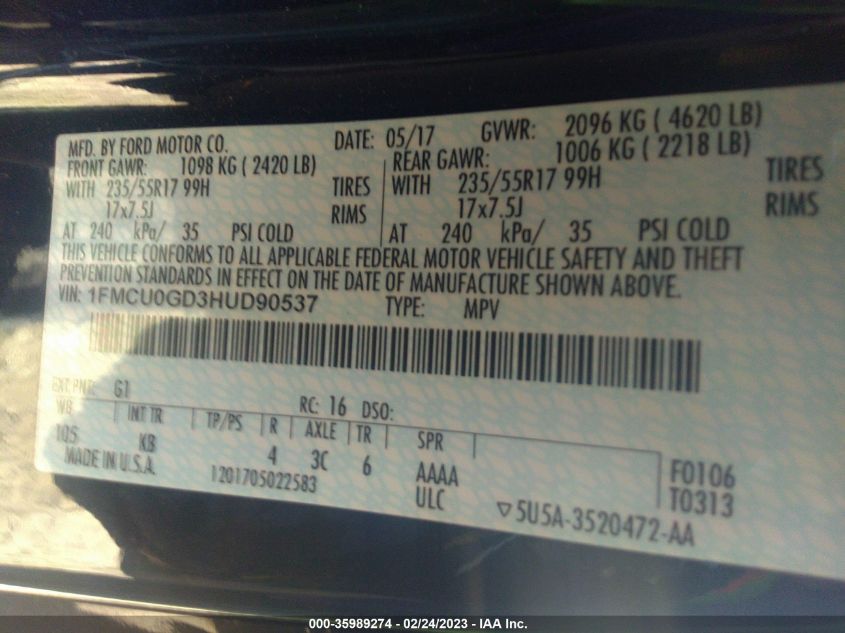 MFD. BY FORD MOTOR CO. DATE: 05/17 GVWR: 2096 KG ( 4620 LB)
FRONT GAWR: 1098 KG ( 2420 LB) REAR GAWR: 1006 KG ( 2218 LB)
WITH 235/55R17 99H TIRES WITH 235/55R17 99H TIRES
17x7.5J RIMS 17x7.5J RIMS
AT 240 kPa/ 35 PSI COLD AT 240 kPa/ 35 PSI COLD
THIS VEHICLE CONFORMS TO ALL APPLICABLE FEDERAL MOTOR VEHICLE SAFETY AND THEFT
PREVENTION STANDARDS IN EFFECT ON THE DATE OF MANUFACTURE SHOWN ABOVE.
VIN: 1FMCU0GD3HUD90537 TYPE: MPV
EXT PNT: G1 RC: 16 DSO:
WB INT TR TP/PS R AXLE TR SPR
105 KB 4 3C 6 AAAA F0106
MADE IN U.S.A. 1201705022583 ULC T0313
▽5U5A-3520472-AA
000-35989274 - 02/24/2023 - IAA Inc.